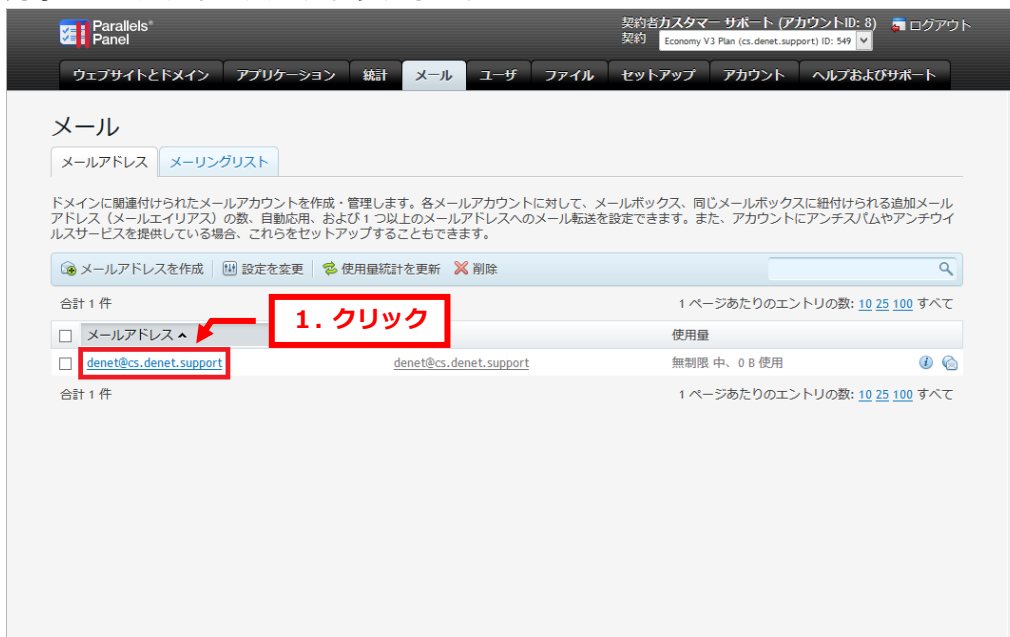 Parallels®
Panel
契約者カスタマー サポート (アカウントID: 8) ログアウト
契約 Economy V3 Plan (cs.denet.support) ID: 549
ウェブサイトとドメイン アプリケーション 統計 メール ユーザ ファイル セットアップ アカウント ヘルプおよびサポート
メール
メールアドレス メーリングリスト
ドメインに関連付けられたメールアカウントを作成・管理します。各メールアカウントに対して、メールボックス、同じメールボックスに紐付けられる追加メール
アドレス（メールエイリアス）の数、自動応用、および 1 つ以上のメールアドレスへのメール転送を設定できます。また、アカウントにアンチスパムやアンチウイ
ルスサービスを提供している場合、これらをセットアップすることもできます。
メールアドレスを作成 設定を変更 使用量統計を更新 削除
合計 1 件 1 ページあたりのエントリの数: 10 25 100 すべて
1. クリック
メールアドレス 使用量
denet@cs.denet.support denet@cs.denet.support 無制限 中、0 B 使用
合計 1 件 1 ページあたりのエントリの数: 10 25 100 すべて